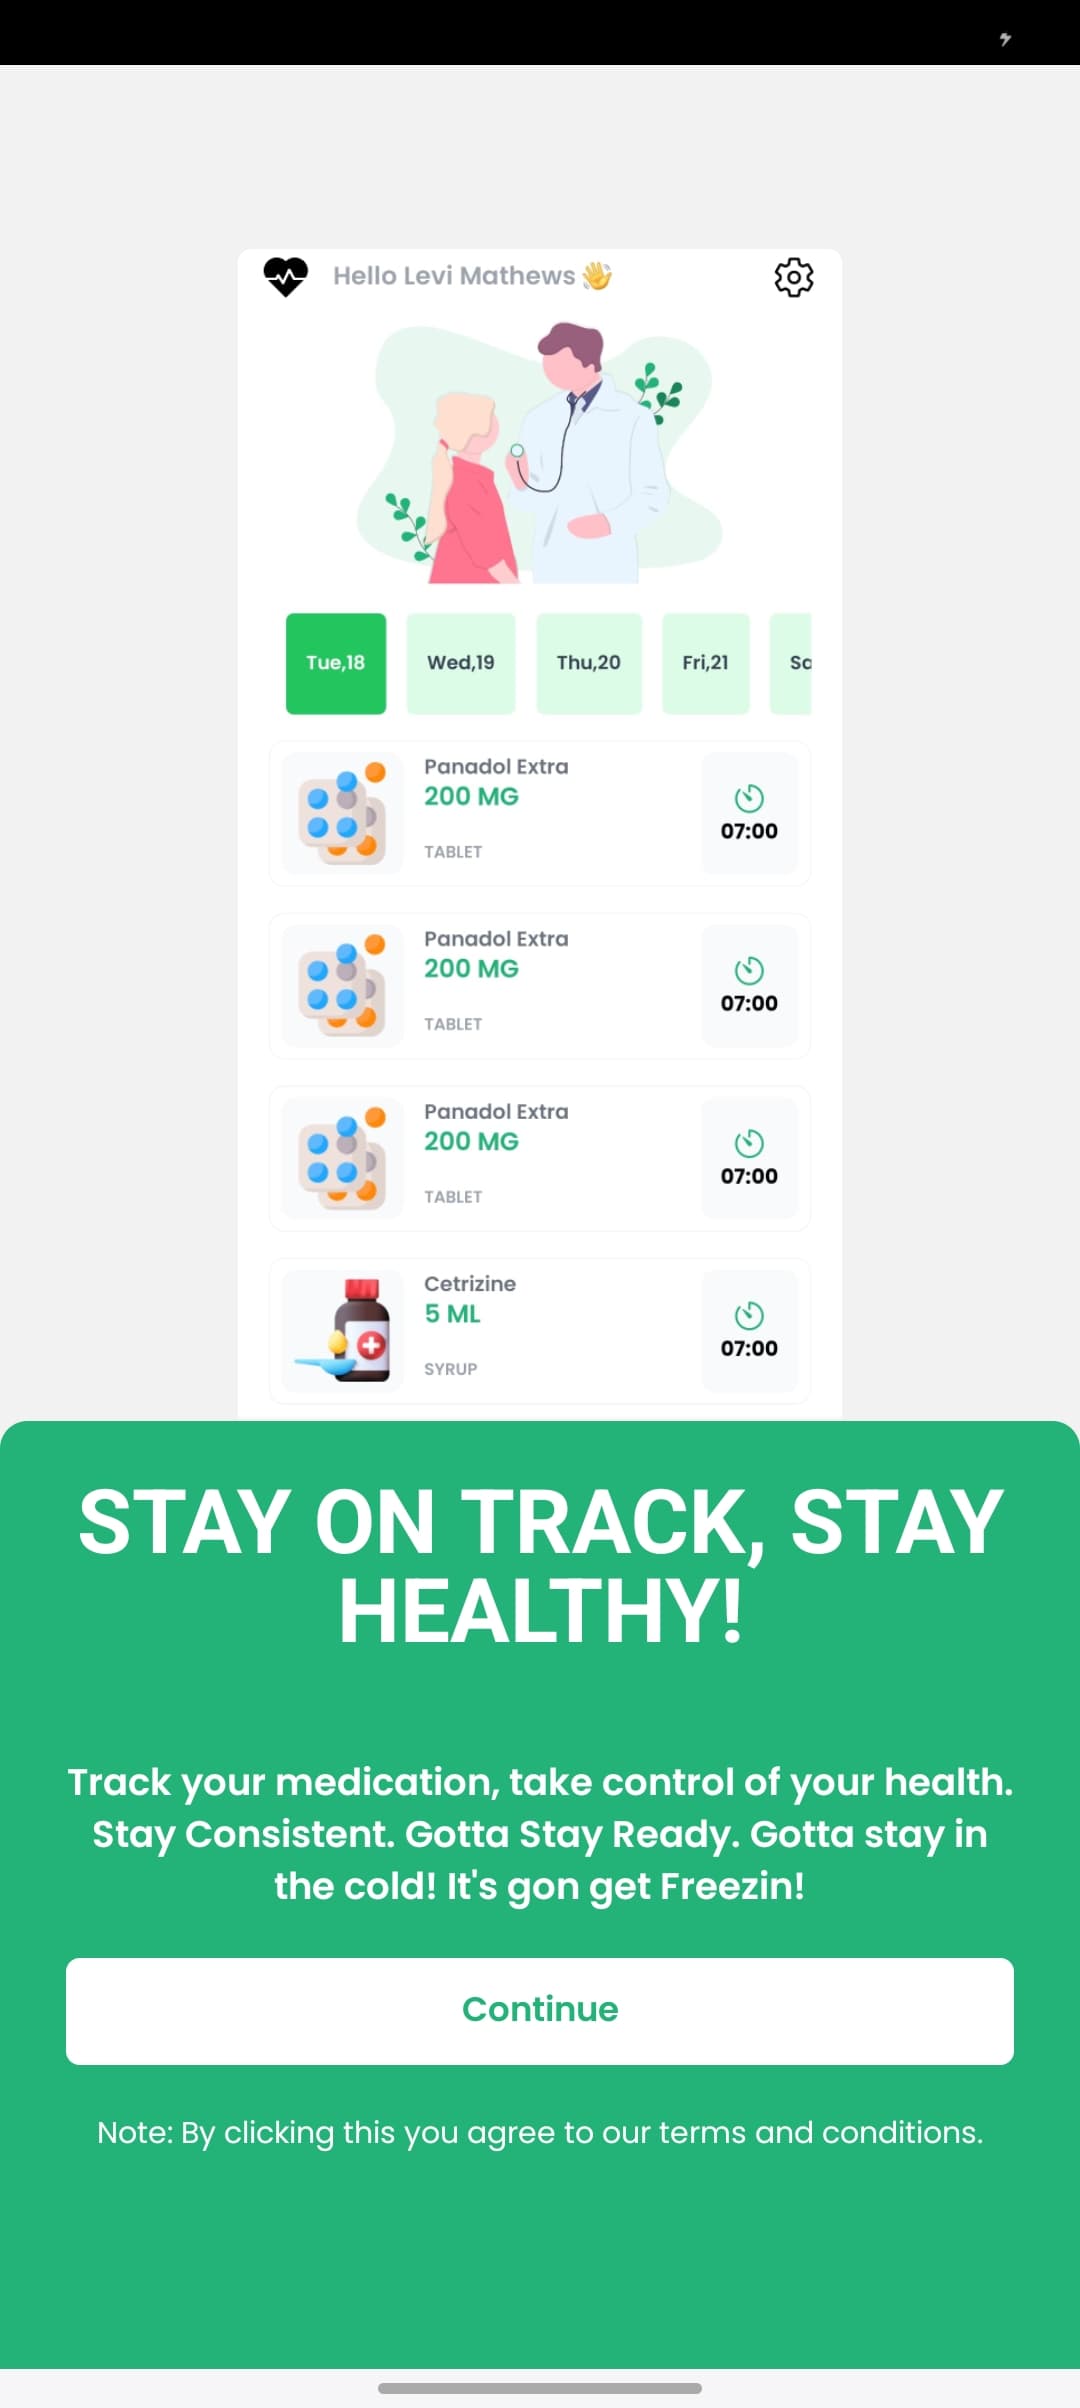 Hello Levi Mathews 👋
Tue,18 Wed,19 Thu,20 Fri,21 Sa
Panadol Extra
200 MG
TABLET
07:00
Panadol Extra
200 MG
TABLET
07:00
Panadol Extra
200 MG
TABLET
07:00
Cetrizine
5 ML
SYRUP
07:00
STAY ON TRACK, STAY
HEALTHY!
Track your medication, take control of your health.
Stay Consistent. Gotta Stay Ready. Gotta stay in
the cold! It's gon get Freezin!
Continue
Note: By clicking this you agree to our terms and conditions.